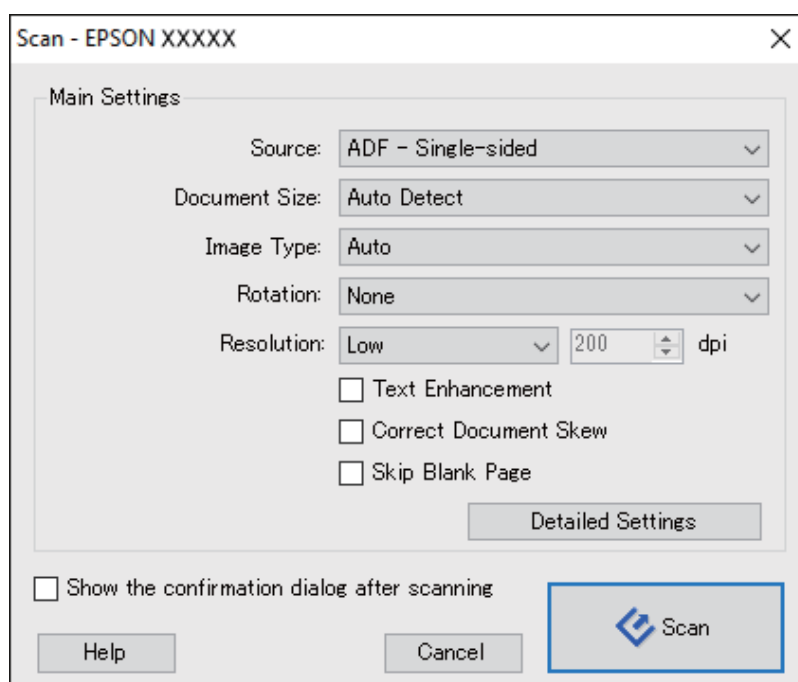 Scan - EPSON XXXXX
Main Settings
Source: ADF - Single-sided
Document Size: Auto Detect
Image Type: Auto
Rotation: None
Resolution: Low 200 dpi
Text Enhancement
Correct Document Skew
Skip Blank Page
Detailed Settings
Show the confirmation dialog after scanning
Help Cancel Scan